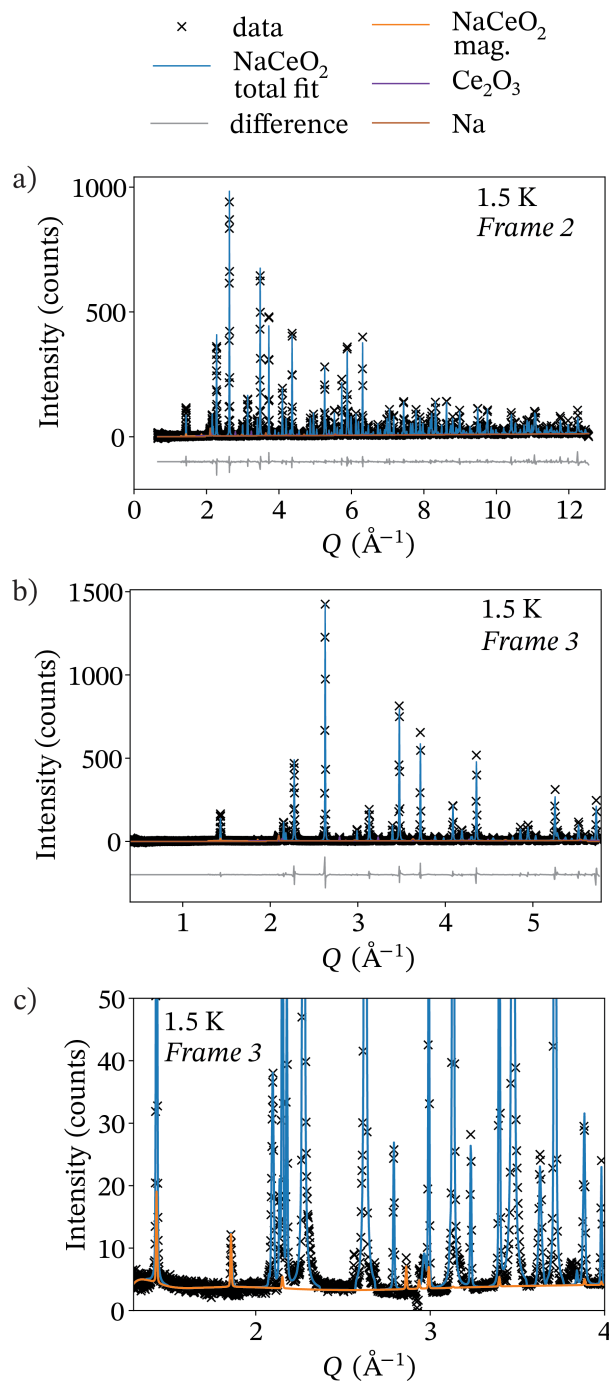 data
NaCeO₂
total fit
difference
NaCeO₂
mag.
Ce₂O₃
Na
a)
1.5 K
Frame 2
Intensity (counts)
1000
500
0
0 2 4 6 8 10 12
Q (Å⁻¹)
b)
1.5 K
Frame 3
Intensity (counts)
1500
1000
500
0
1 2 3 4 5
Q (Å⁻¹)
c)
1.5 K
Frame 3
Intensity (counts)
50
40
30
20
10
0
2 3 4
Q (Å⁻¹)